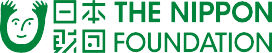 日本 THE NIPPON
財団 FOUNDATION